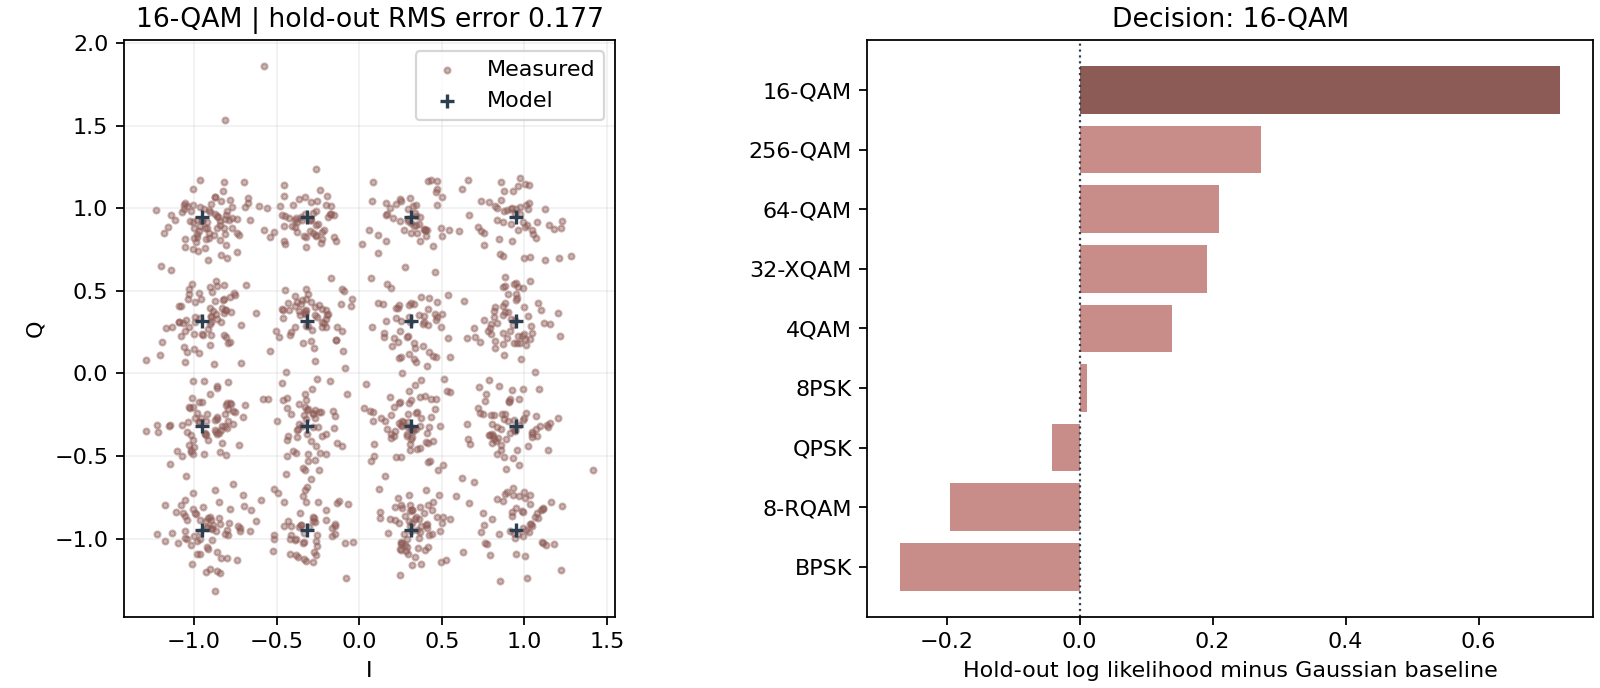 16-QAM | hold-out RMS error 0.177
Measured
Model
2.0
1.5
1.0
0.5
0.0
−0.5
−1.0
Q
−1.0
−0.5
0.0
0.5
1.0
1.5
I
Decision: 16-QAM
16-QAM
256-QAM
64-QAM
32-XQAM
4QAM
8PSK
QPSK
8-RQAM
BPSK
−0.2
0.0
0.2
0.4
0.6
Hold-out log likelihood minus Gaussian baseline